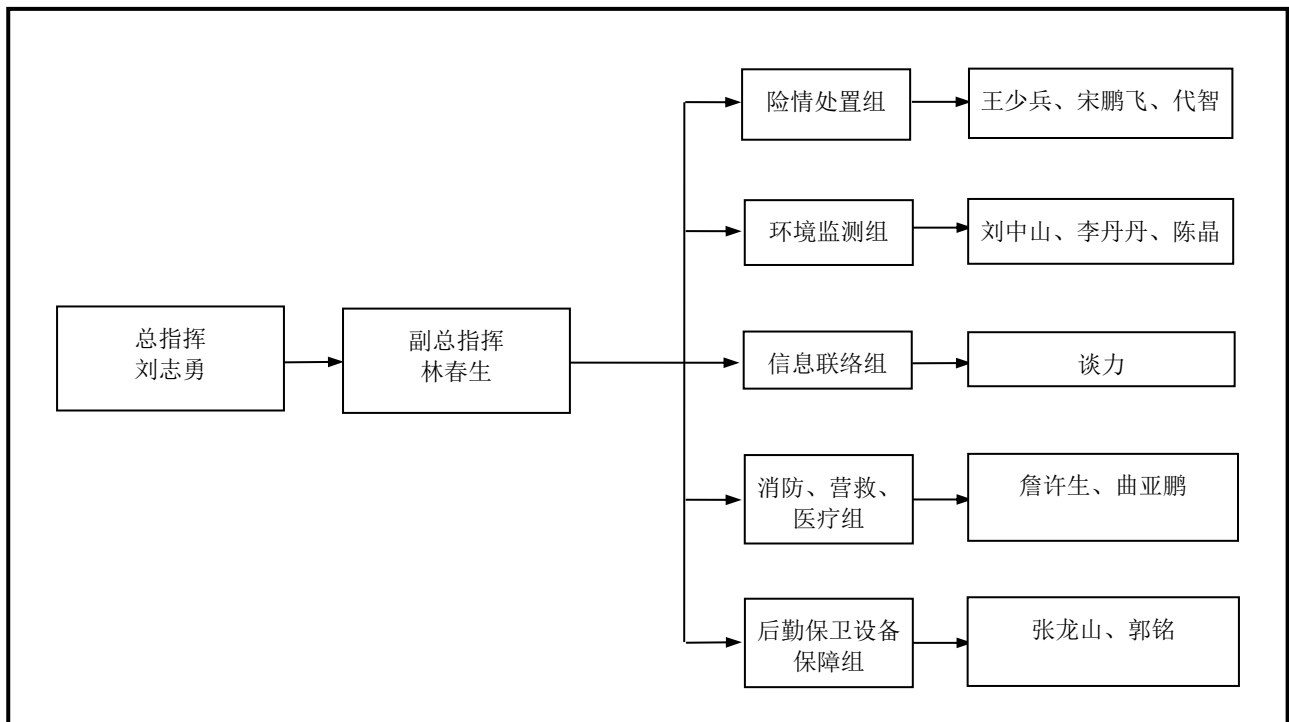 总指挥
刘志勇
副总指挥
林春生
险情处置组
王少兵、宋鹏飞、代智
环境监测组
刘中山、李丹丹、陈晶
信息联络组
谈力
消防、营救、
医疗组
詹许生、曲亚鹏
后勤保卫设备
保障组
张龙山、郭铭